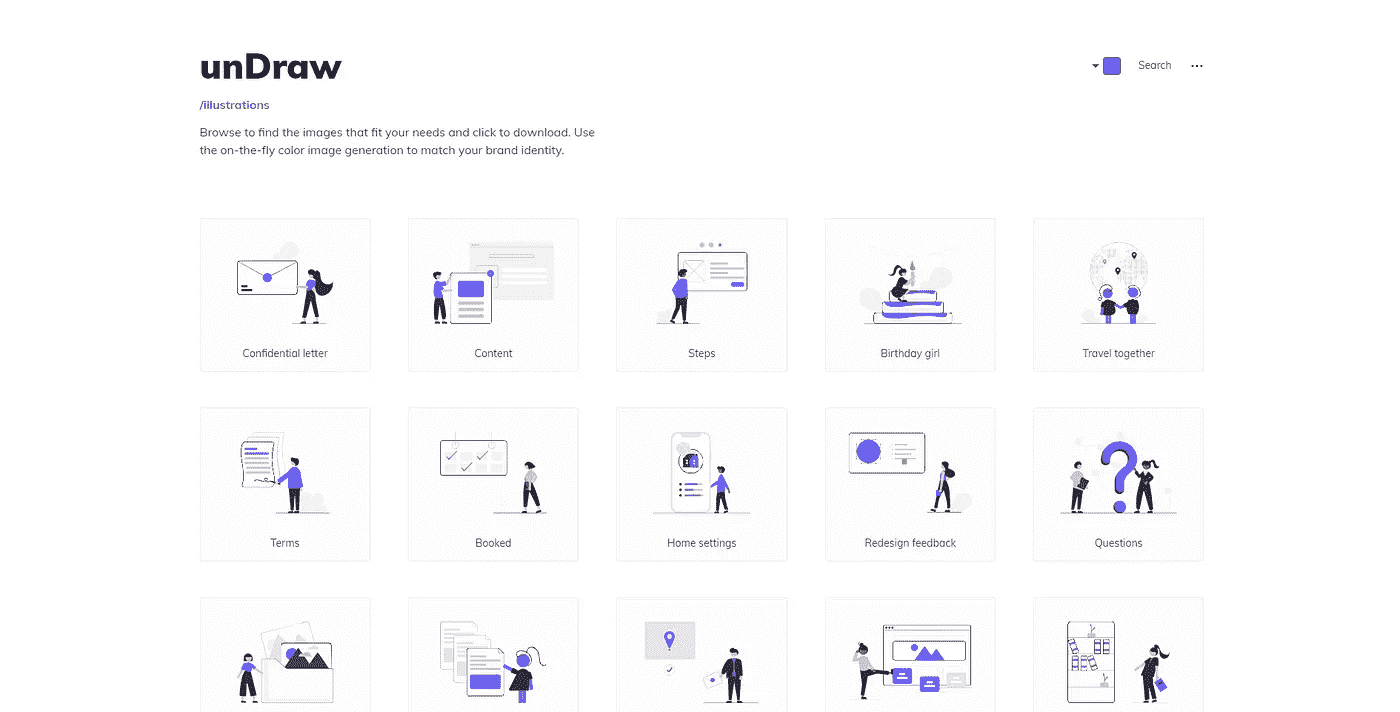 unDraw
Search
/illustrations
Browse to find the images that fit your needs and click to download. Use
the on-the-fly color image generation to match your brand identity.
Confidential letter
Content
Steps
Birthday girl
Travel together
Terms
Booked
Home settings
Redesign feedback
Questions